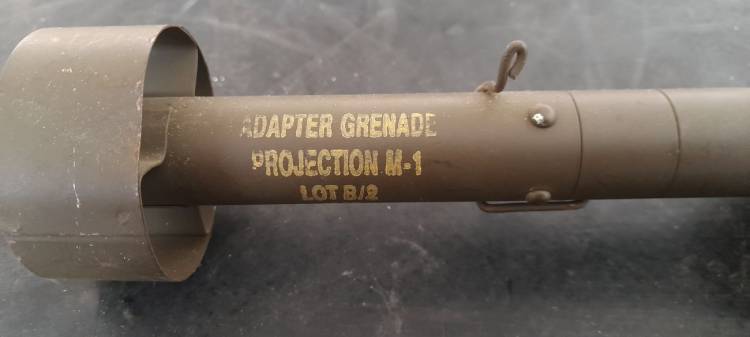 ADAPTER GRENADE
PROJECTION M-1
LOT B/2